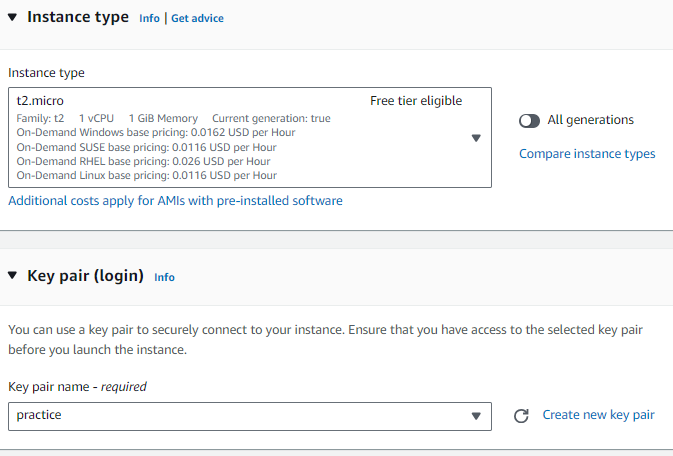 Instance type Info | Get advice
Instance type
t2.micro Free tier eligible
Family: t2 1 vCPU 1 GiB Memory Current generation: true
On-Demand Windows base pricing: 0.0162 USD per Hour
On-Demand SUSE base pricing: 0.0116 USD per Hour
On-Demand RHEL base pricing: 0.026 USD per Hour
On-Demand Linux base pricing: 0.0116 USD per Hour
All generations
Compare instance types
Additional costs apply for AMIs with pre-installed software
Key pair (login) Info
You can use a key pair to securely connect to your instance. Ensure that you have access to the selected key pair
before you launch the instance.
Key pair name - required
practice
Create new key pair